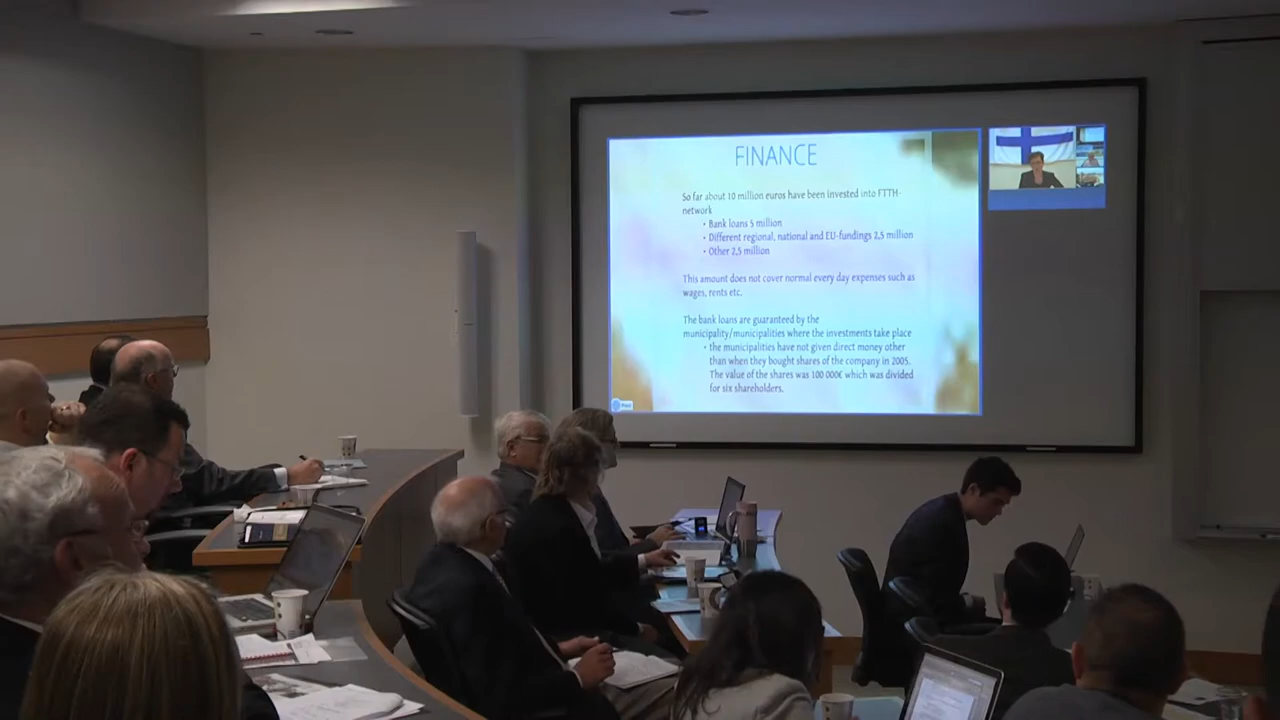 FINANCE
So far about 10 million euros have been invested into FTTH-
network
• Bank loans 5 million
• Different regional, national and EU-fundings 2,5 million
• Other 2,5 million
This amount does not cover normal every day expenses such as
wages, rents etc.
The bank loans are guaranteed by the
municipality/municipalities where the investments take place
• the municipalities have not given direct money other
than when they bought shares of the company in 2005.
The value of the shares was 100 000€ which was divided
for six shareholders.